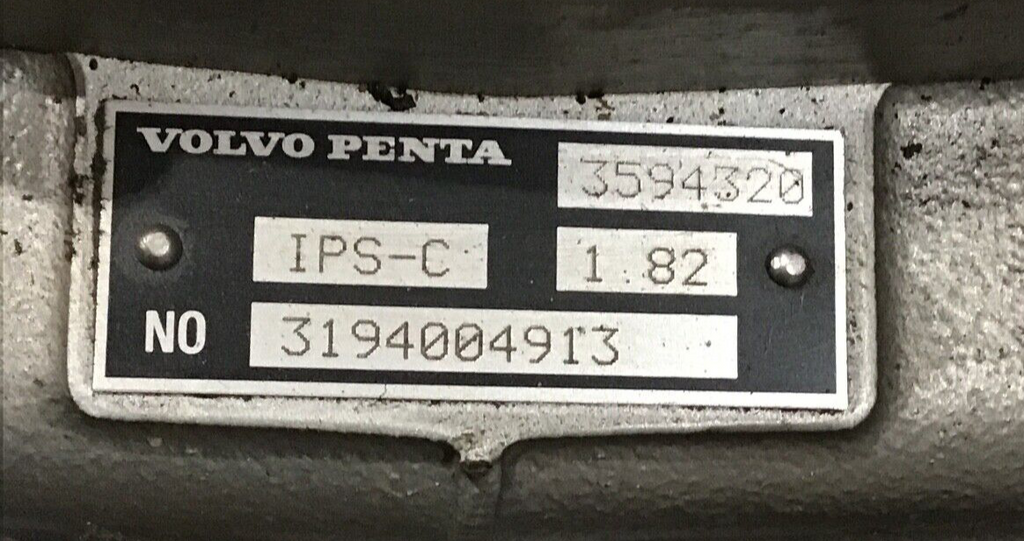 VOLVO PENTA 3594320
IPS-C 1.82
NO 3194004913